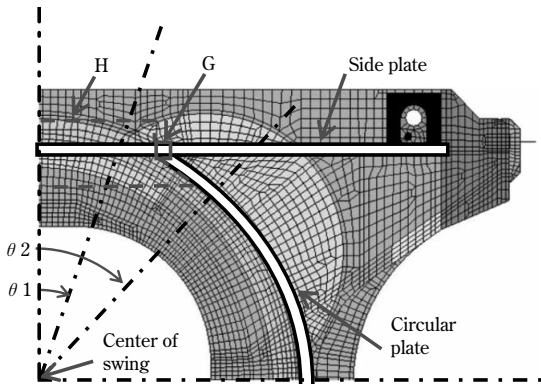 H
G
Side plate
θ 2
θ 1
Center of
swing
Circular
plate